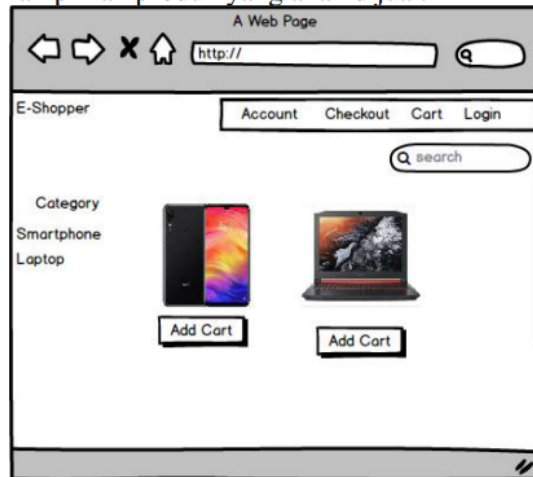 A Web Page
http://
E-Shopper
Account Checkout Cart Login
search
Category
Smartphone
Laptop
Add Cart
Add Cart